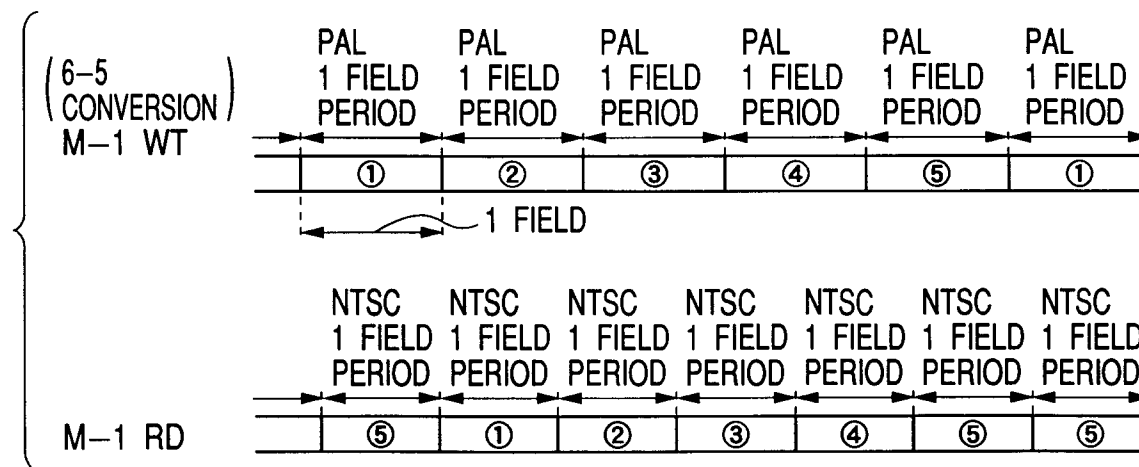 PAL PAL PAL PAL PAL PAL
1 FIELD 1 FIELD 1 FIELD 1 FIELD 1 FIELD 1 FIELD
PERIOD PERIOD PERIOD PERIOD PERIOD PERIOD
(6-5
CONVERSION)
M-1 WT
① ② ③ ④ ⑤ ①
1 FIELD
NTSC NTSC NTSC NTSC NTSC NTSC NTSC
1 FIELD 1 FIELD 1 FIELD 1 FIELD 1 FIELD 1 FIELD 1 FIELD
PERIOD PERIOD PERIOD PERIOD PERIOD PERIOD PERIOD
M-1 RD
⑤ ① ② ③ ④ ⑤ ⑤